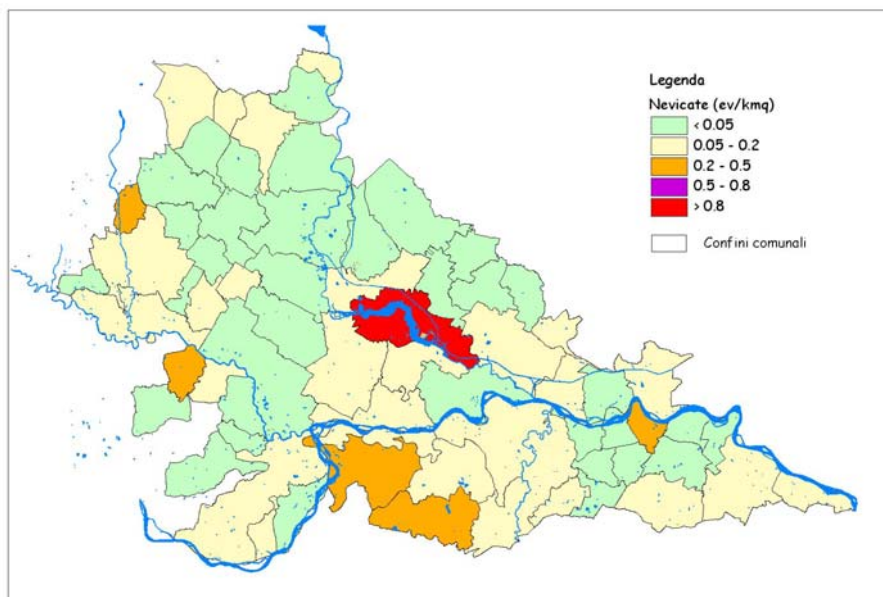 Legenda
Nevicate (ev/kmq)
< 0.05
0.05 - 0.2
0.2 - 0.5
0.5 - 0.8
> 0.8
Confini comunali